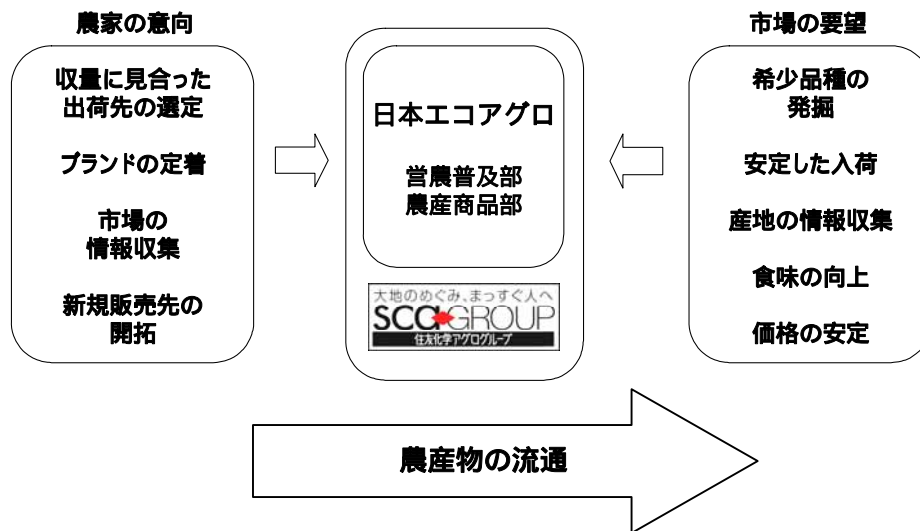 農家の意向
収量に見合った
出荷先の選定
ブランドの定着
市場の
情報収集
新規販売先の
開拓
日本エコアグロ
営農普及部
農産商品部
大地のめぐみ、まっすぐ人へ
SCA GROUP
住友化学アグログループ
市場の要望
希少品種の
発掘
安定した入荷
産地の情報収集
食味の向上
価格の安定
農産物の流通